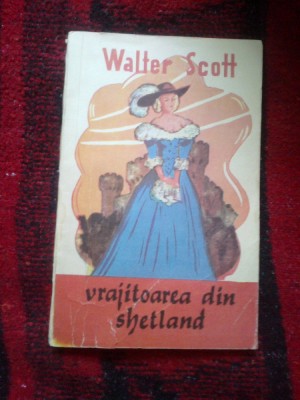 Walter Scott
vrajitoarea din
shetland